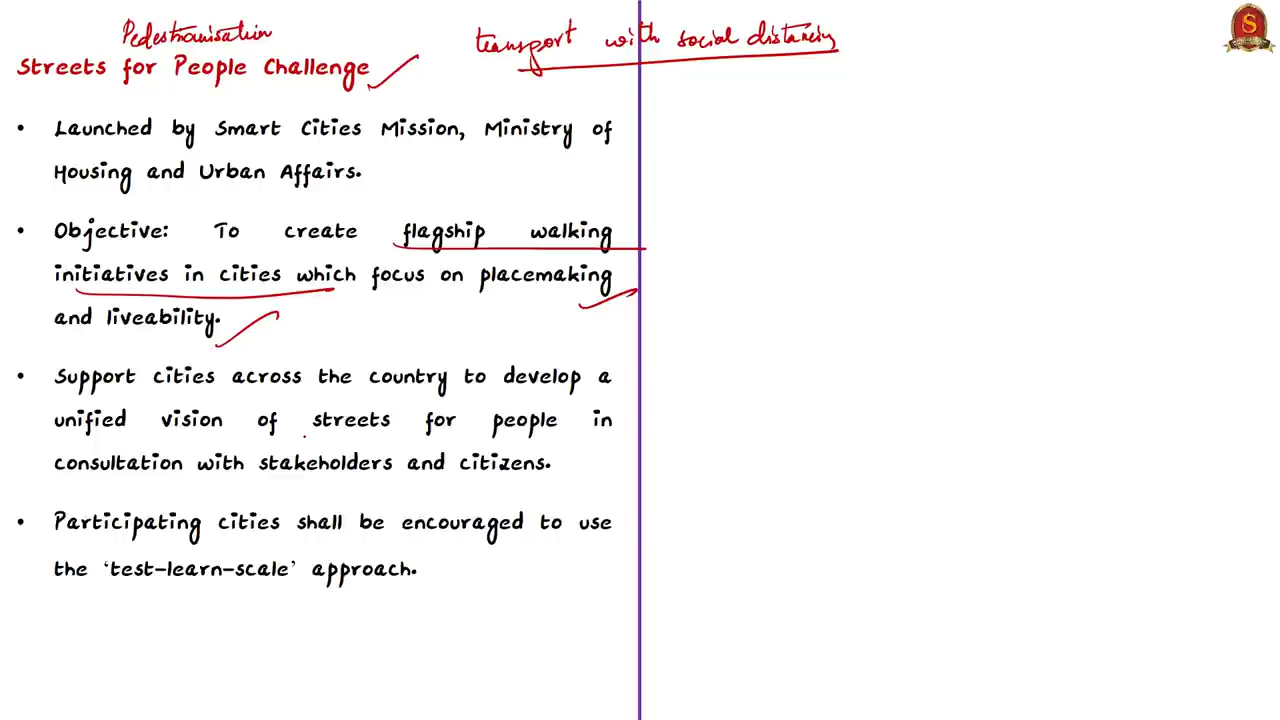 Pedestrianisation
transport with social distancing
Streets for People Challenge
• Launched by Smart Cities Mission, Ministry of
Housing and Urban Affairs.
• Objective: To create flagship walking
initiatives in cities which focus on placemaking
and liveability.
• Support cities across the country to develop a
unified vision of streets for people in
consultation with stakeholders and citizens.
• Participating cities shall be encouraged to use
the ‘test-learn-scale’ approach.
S